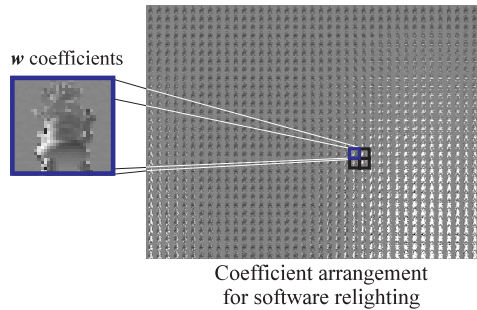 w coefficients
Coefficient arrangement
for software relighting